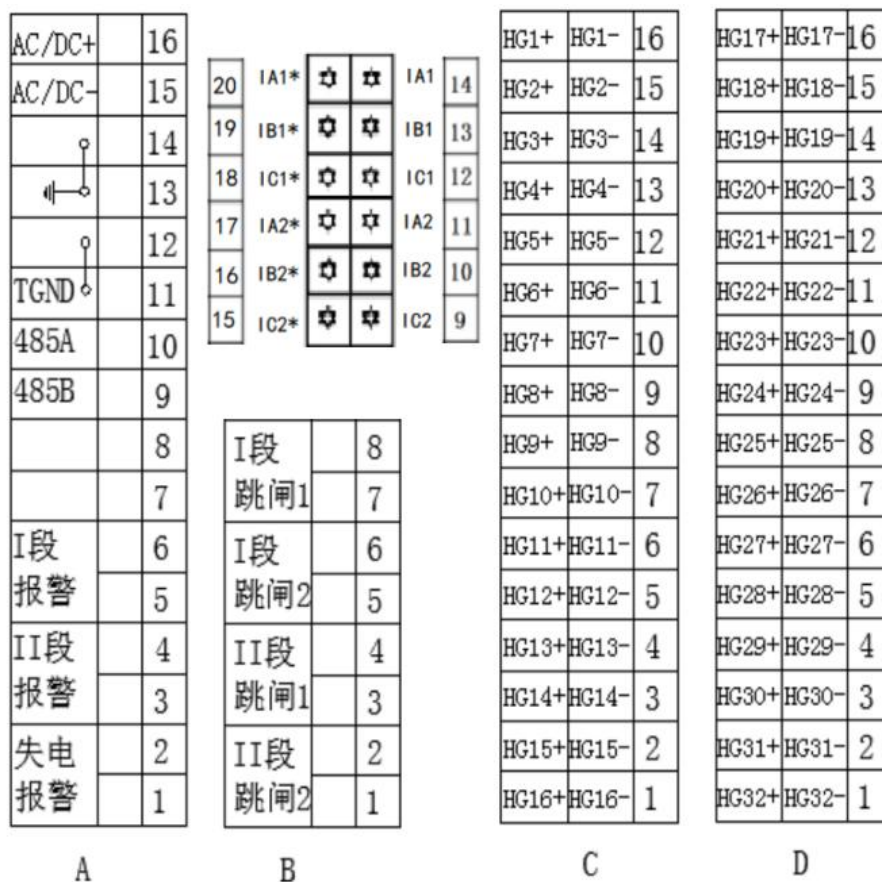 AC/DC+ 16
AC/DC- 15
14
13
12
TGND 11
485A 10
485B 9
8
7
I段 6
报警 5
II段 4
报警 3
失电 2
报警 1
A
20 IA1* IA1 14
19 IB1* IB1 13
18 IC1* IC1 12
17 IA2* IA2 11
16 IB2* IB2 10
15 IC2* IC2 9
I段 8
跳闸1 7
I段 6
跳闸2 5
II段 4
跳闸1 3
II段 2
跳闸2 1
B
HG1+ HG1- 16
HG2+ HG2- 15
HG3+ HG3- 14
HG4+ HG4- 13
HG5+ HG5- 12
HG6+ HG6- 11
HG7+ HG7- 10
HG8+ HG8- 9
HG9+ HG9- 8
HG10+ HG10- 7
HG11+ HG11- 6
HG12+ HG12- 5
HG13+ HG13- 4
HG14+ HG14- 3
HG15+ HG15- 2
HG16+ HG16- 1
C
HG17+ HG17- 16
HG18+ HG18- 15
HG19+ HG19- 14
HG20+ HG20- 13
HG21+ HG21- 12
HG22+ HG22- 11
HG23+ HG23- 10
HG24+ HG24- 9
HG25+ HG25- 8
HG26+ HG26- 7
HG27+ HG27- 6
HG28+ HG28- 5
HG29+ HG29- 4
HG30+ HG30- 3
HG31+ HG31- 2
HG32+ HG32- 1
D